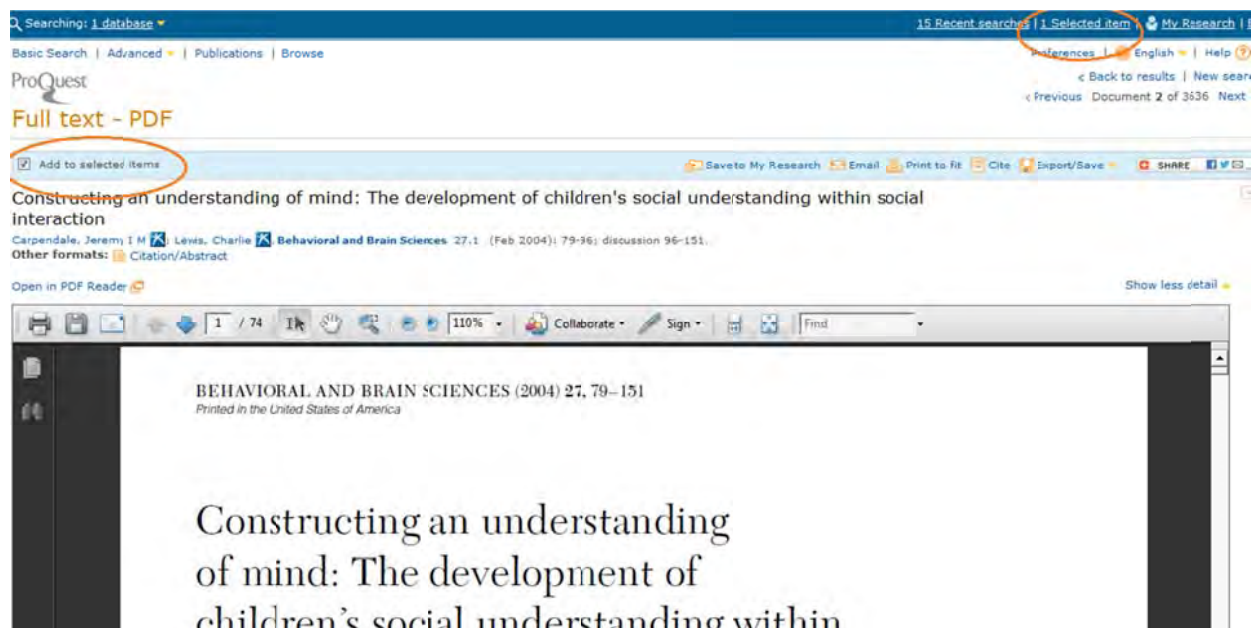 Searching: 1 database
15 Recent searches | 1 Selected item | My Research |
Basic Search | Advanced | Publications | Browse
Preferences | English | Help
ProQuest
< Back to results | New sear
< Previous Document 2 of 3636 Next
Full text - PDF
Add to selected items
Save to My Research Email Print to fit Cite Export/Save SHARE
Constructing an understanding of mind: The development of children's social understanding within social
interaction
Carpendale, Jeremy I M; Lewis, Charlie. Behavioral and Brain Sciences 27.1 (Feb 2004): 79-96; discussion 96-151.
Other formats: Citation/Abstract
Open in PDF Reader
Show less detail
1 / 74 110% Collaborate Sign Find
BEHAVIORAL AND BRAIN SCIENCES (2004) 27, 79–151
Printed in the United States of America
Constructing an understanding
of mind: The development of
children's social understanding within